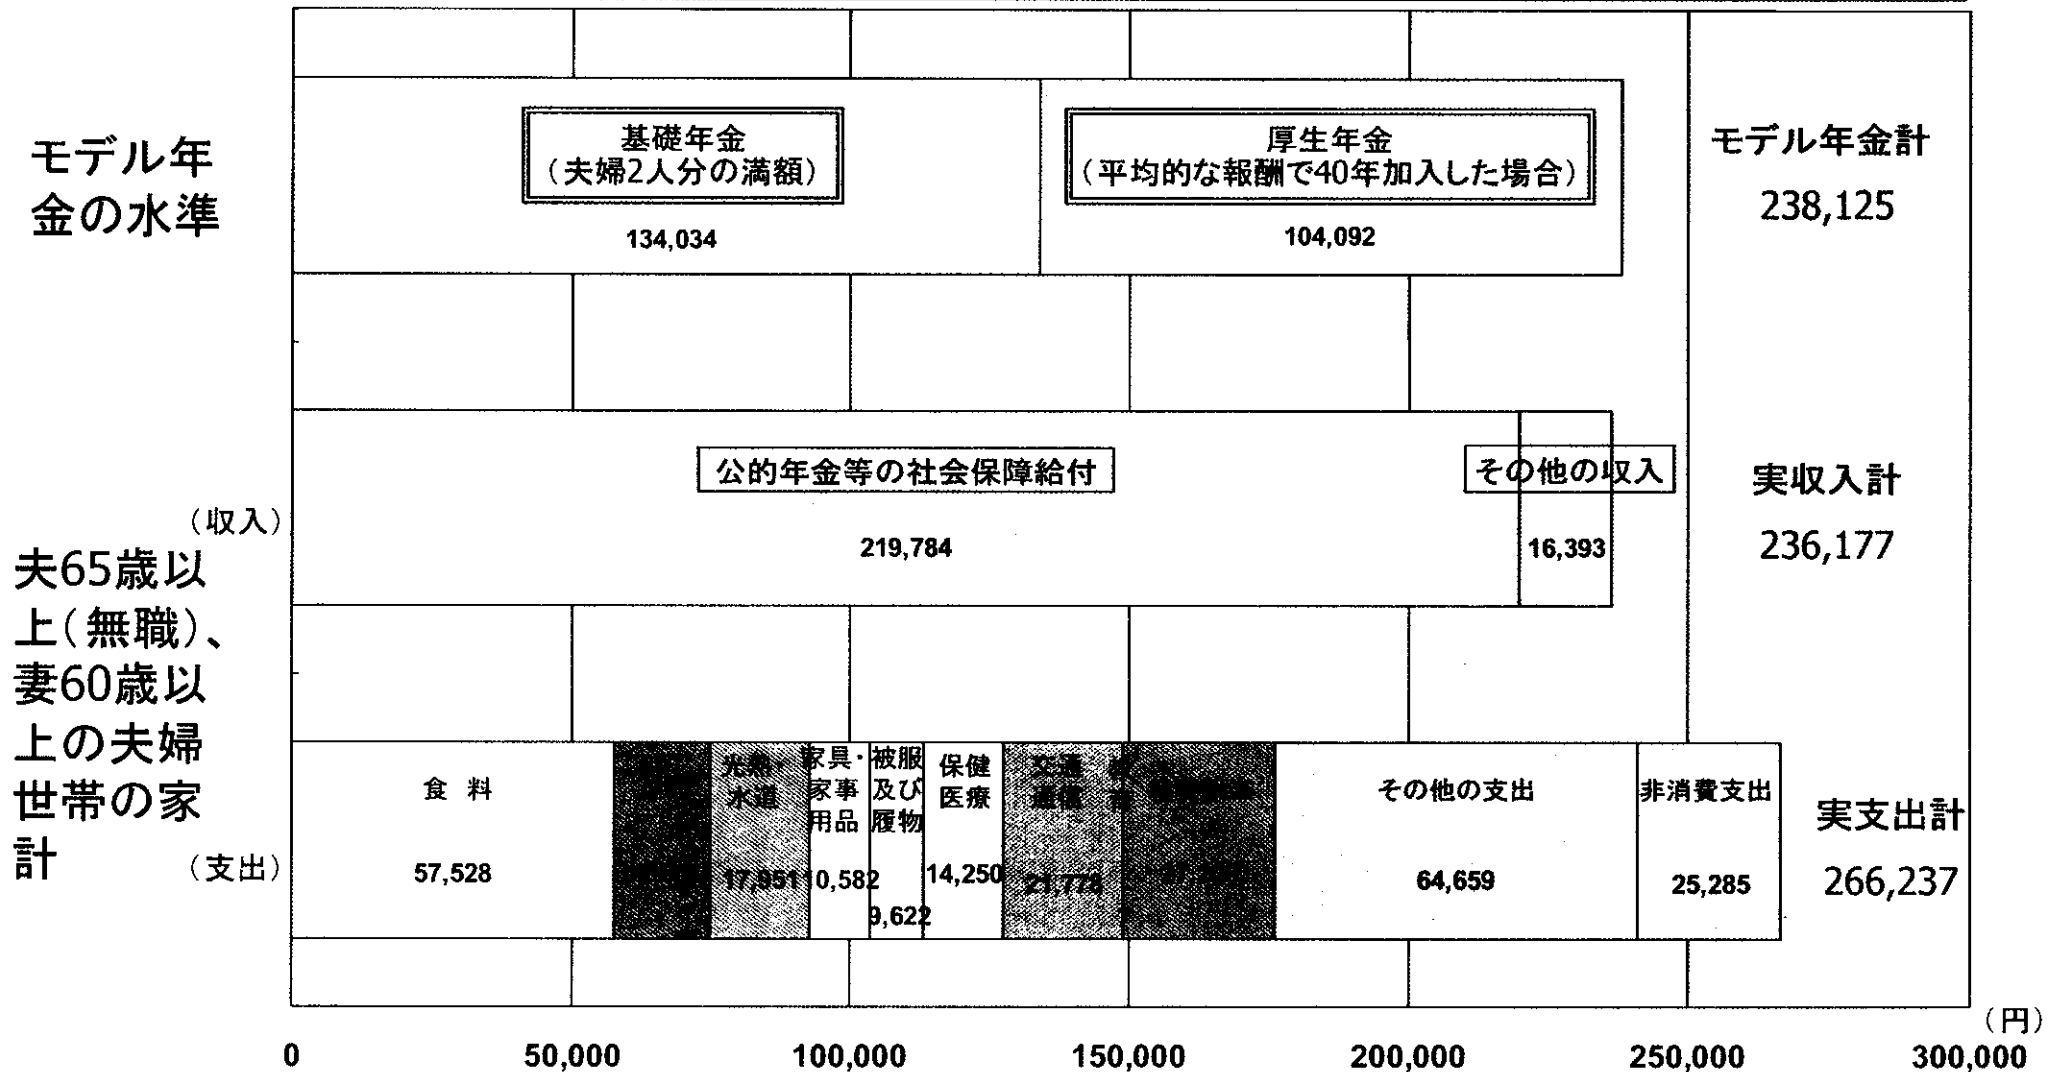 モデル年
金の水準
基礎年金
（夫婦2人分の満額）
134,034
厚生年金
（平均的な報酬で40年加入した場合）
104,092
モデル年金計
238,125
夫65歳以
上（無職）、
妻60歳以
上の夫婦
世帯の家
計
（収入）
公的年金等の社会保障給付
219,784
その他の収入
16,393
実収入計
236,177
（支出）
食 料
57,528
光熱・
水道
17,951
家具・
家事
用品
10,582
被服
及び
履物
9,622
保健
医療
14,250
交通
通信
21,778
その他の支出
64,659
非消費支出
25,285
実支出計
266,237
（円）
0
50,000
100,000
150,000
200,000
250,000
300,000